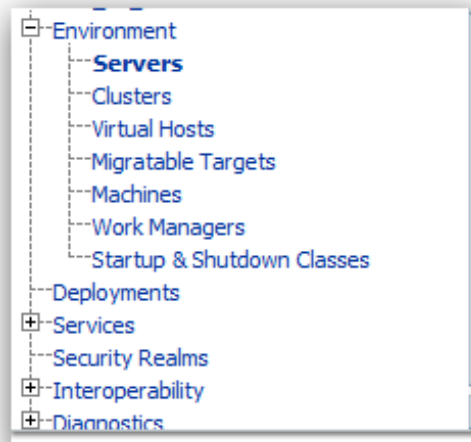 Environment
Servers
Clusters
Virtual Hosts
Migratable Targets
Machines
Work Managers
Startup & Shutdown Classes
Deployments
Services
Security Realms
Interoperability
Diagnostics